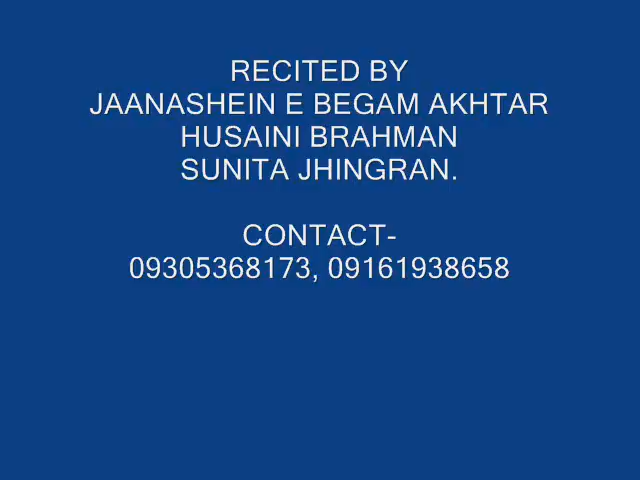 RECITED BY
JAANASHEIN E BEGAM AKHTAR
HUSAINI BRAHMAN
SUNITA JHINGRAN.
CONTACT-
09305368173, 09161938658